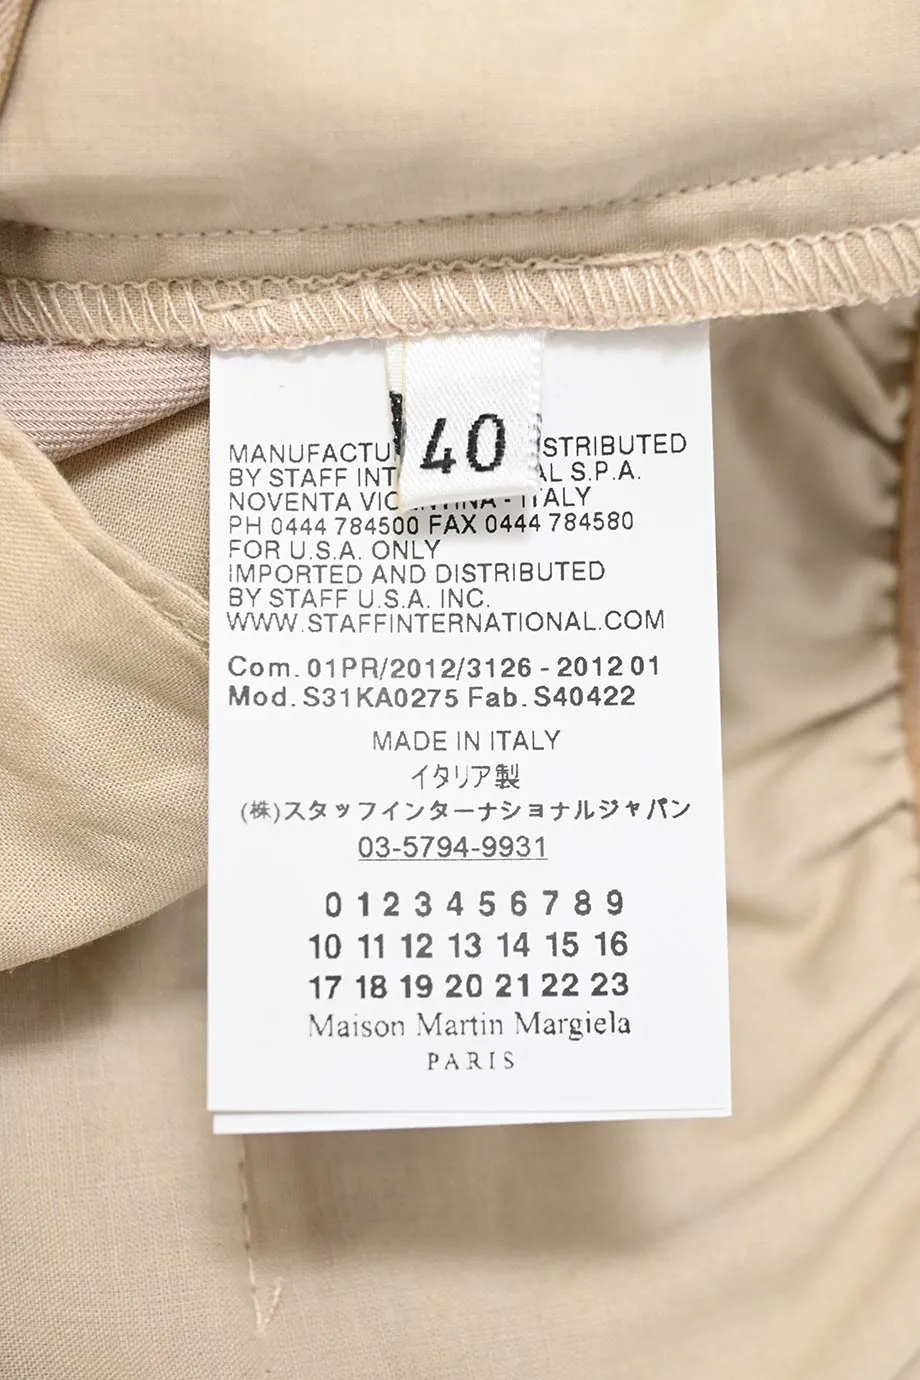 40
MANUFACTU STRIBUTED
BY STAFF INT AL S.P.A.
NOVENTA VICENTINA - ITALY
PH 0444 784500 FAX 0444 784580
FOR U.S.A. ONLY
IMPORTED AND DISTRIBUTED
BY STAFF U.S.A. INC.
WWW.STAFFINTERNATIONAL.COM
Com. 01PR/2012/3126 - 2012 01
Mod. S31KA0275 Fab. S40422
MADE IN ITALY
イタリア製
(株)スタッフインターナショナルジャパン
03-5794-9931
0 1 2 3 4 5 6 7 8 9
10 11 12 13 14 15 16
17 18 19 20 21 22 23
Maison Martin Margiela
PARIS